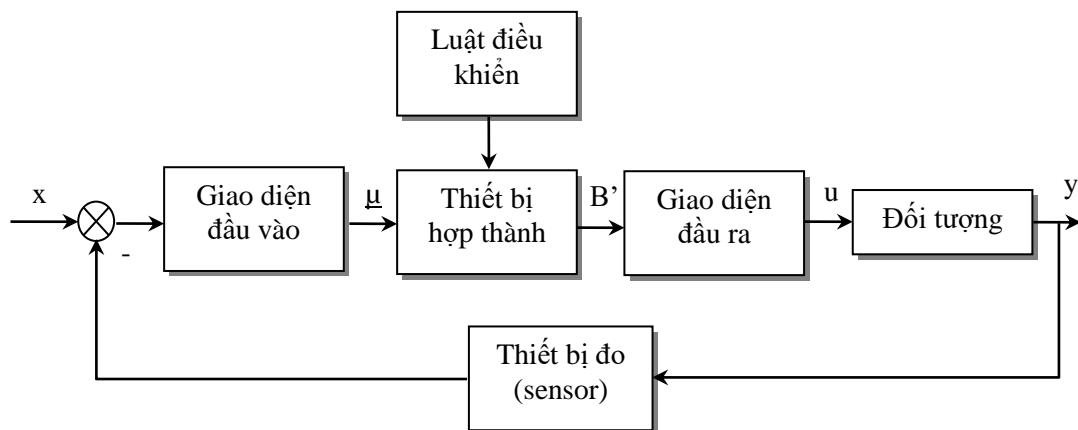 Luật điều
khiển
x
Giao diện
đầu vào
µ
Thiết bị
hợp thành
B’
Giao diện
đầu ra
u
Đối tượng
y
-
Thiết bị đo
(sensor)